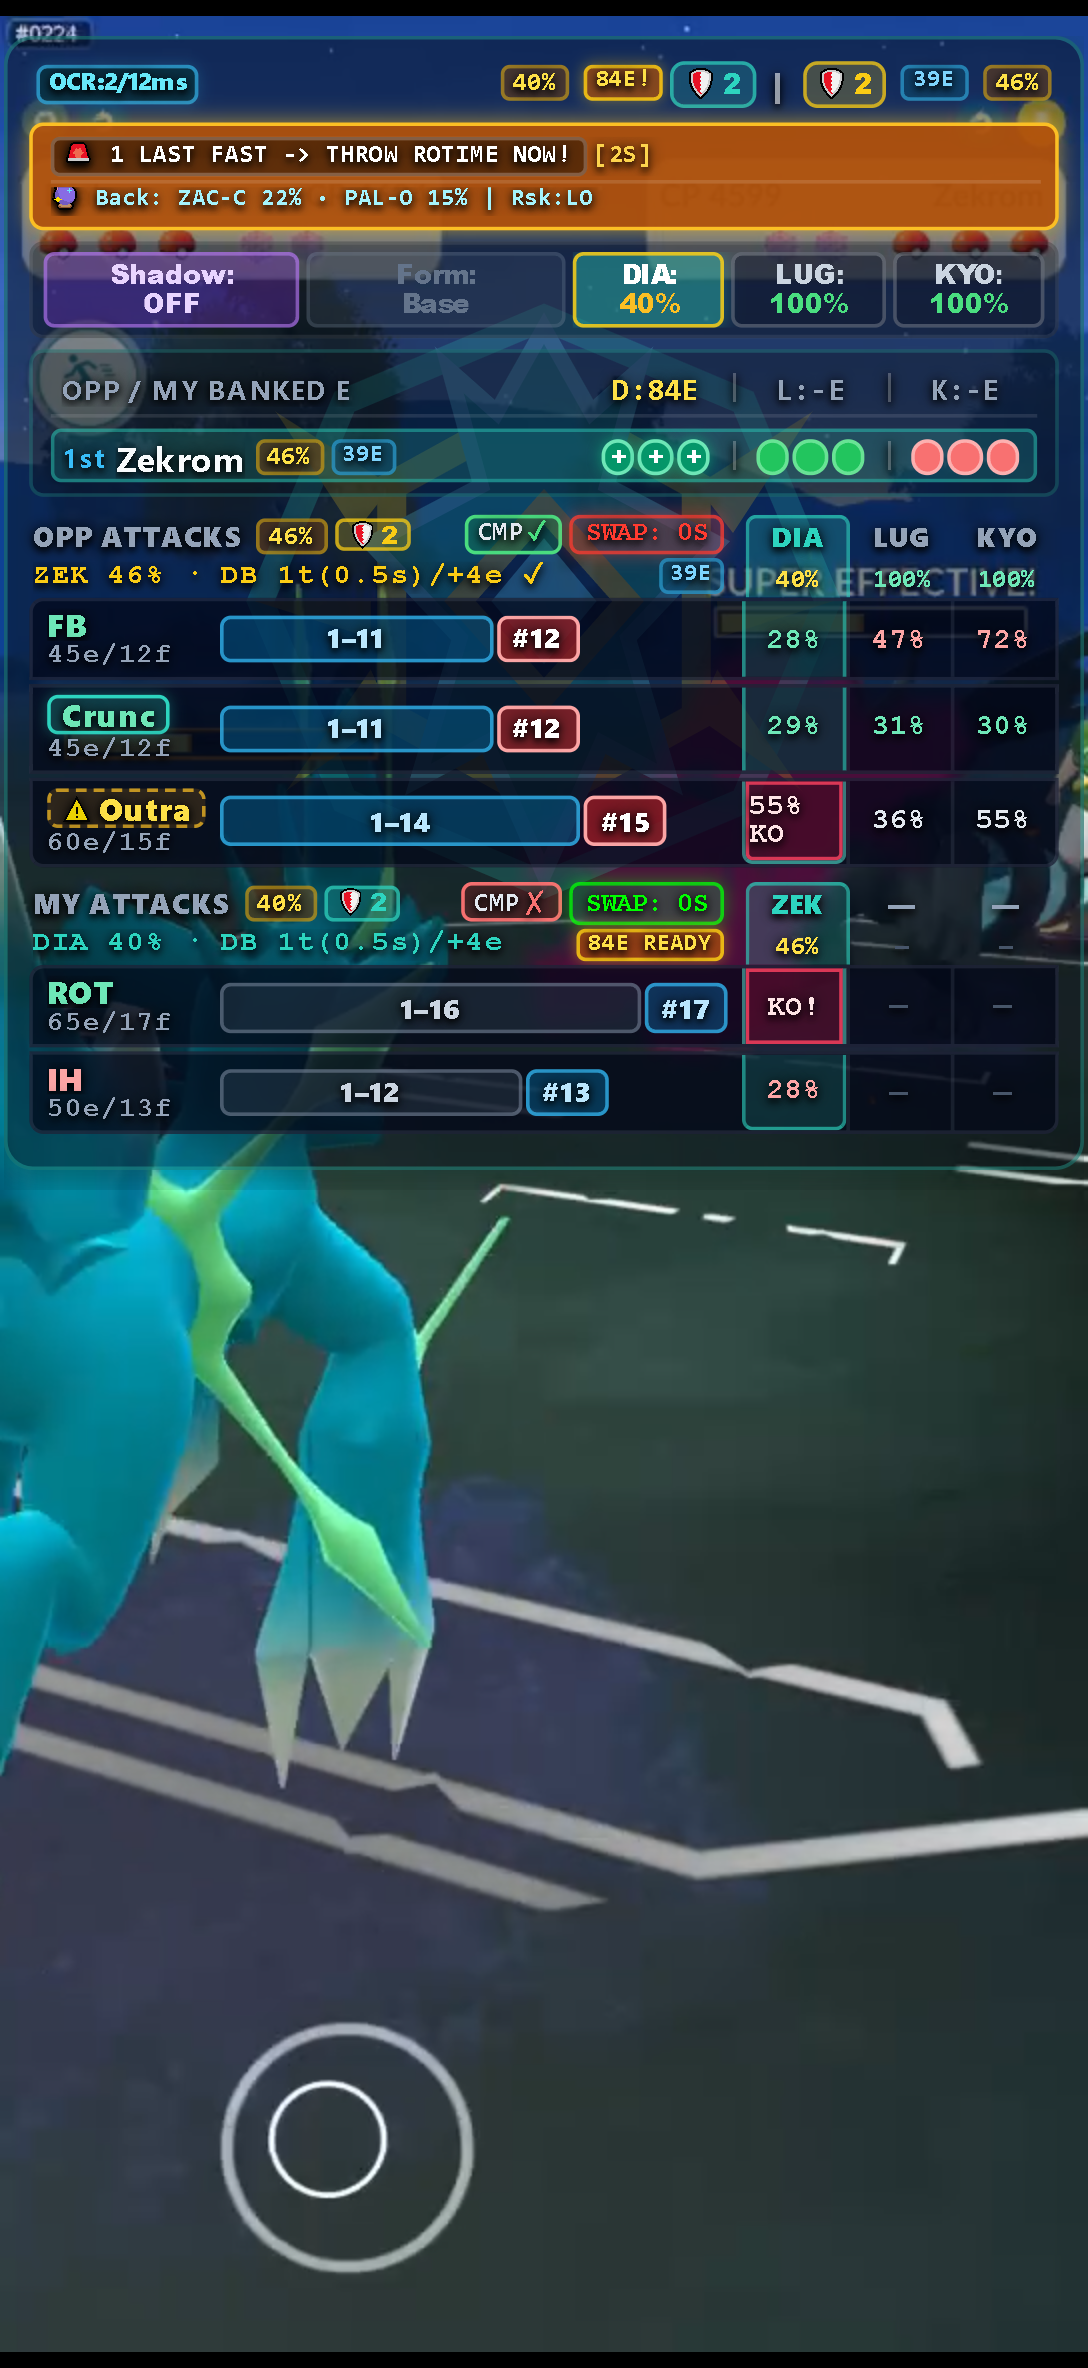 #0224
OCR:2/12ms 40% 84E! 2 | 2 39E 46%
1 LAST FAST -> THROW ROTIME NOW! [2S]
Back: ZAC-C 22% · PAL-O 15% | Rsk:LO
Shadow: OFF
Form: Base
DIA: 40%
LUG: 100%
KYO: 100%
OPP / MY BANKED E D:84E | L:-E | K:-E
1st Zekrom 46% 39E
OPP ATTACKS 46% 2 CMP✓ SWAP: 0S DIA LUG KYO
ZEK 46% · DB 1t(0.5s)/+4e ✓ 39E 40% 100% 100%
SUPER EFFECTIVE!
FB 1–11 #12 28% 47% 72%
45e/12f
Crunc 1–11 #12 29% 31% 30%
45e/12f
⚠ Outra 1–14 #15 55% KO 36% 55%
60e/15f
MY ATTACKS 40% 2 CMP✗ SWAP: 0S ZEK — —
DIA 40% · DB 1t(0.5s)/+4e 84E READY 46% – –
ROT 1–16 #17 KO! – –
65e/17f
IH 1–12 #13 28% – –
50e/13f